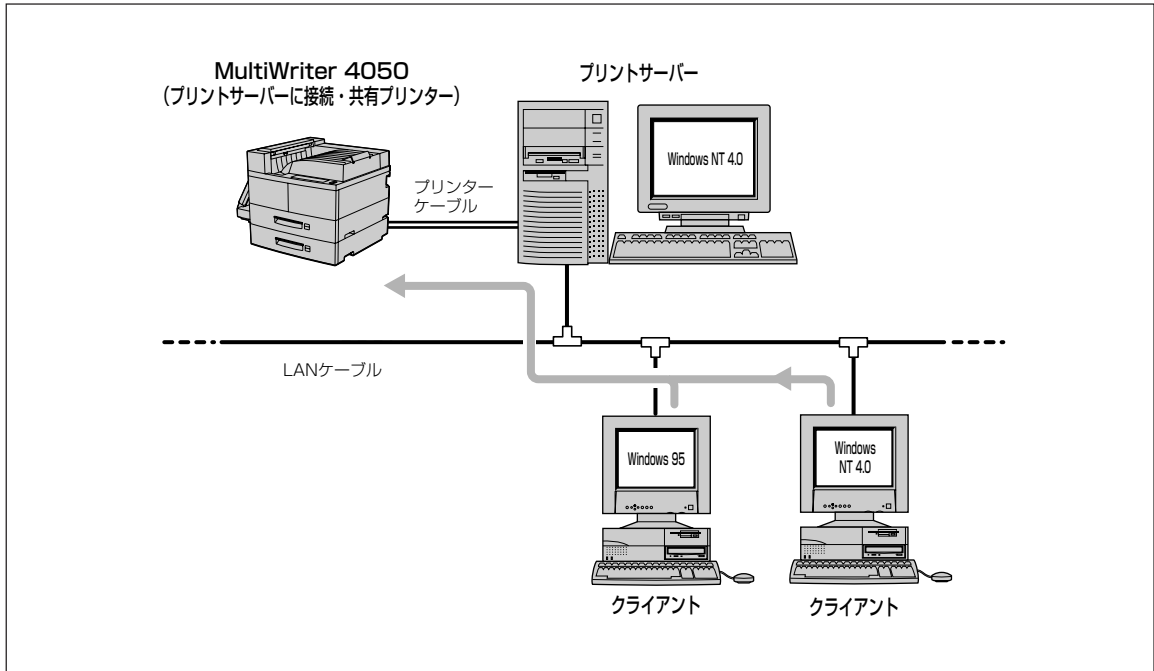 MultiWriter 4050
（プリントサーバーに接続・共有プリンター）
プリントサーバー
Windows NT 4.0
プリンター
ケーブル
LANケーブル
Windows 95
Windows
NT 4.0
クライアント
クライアント